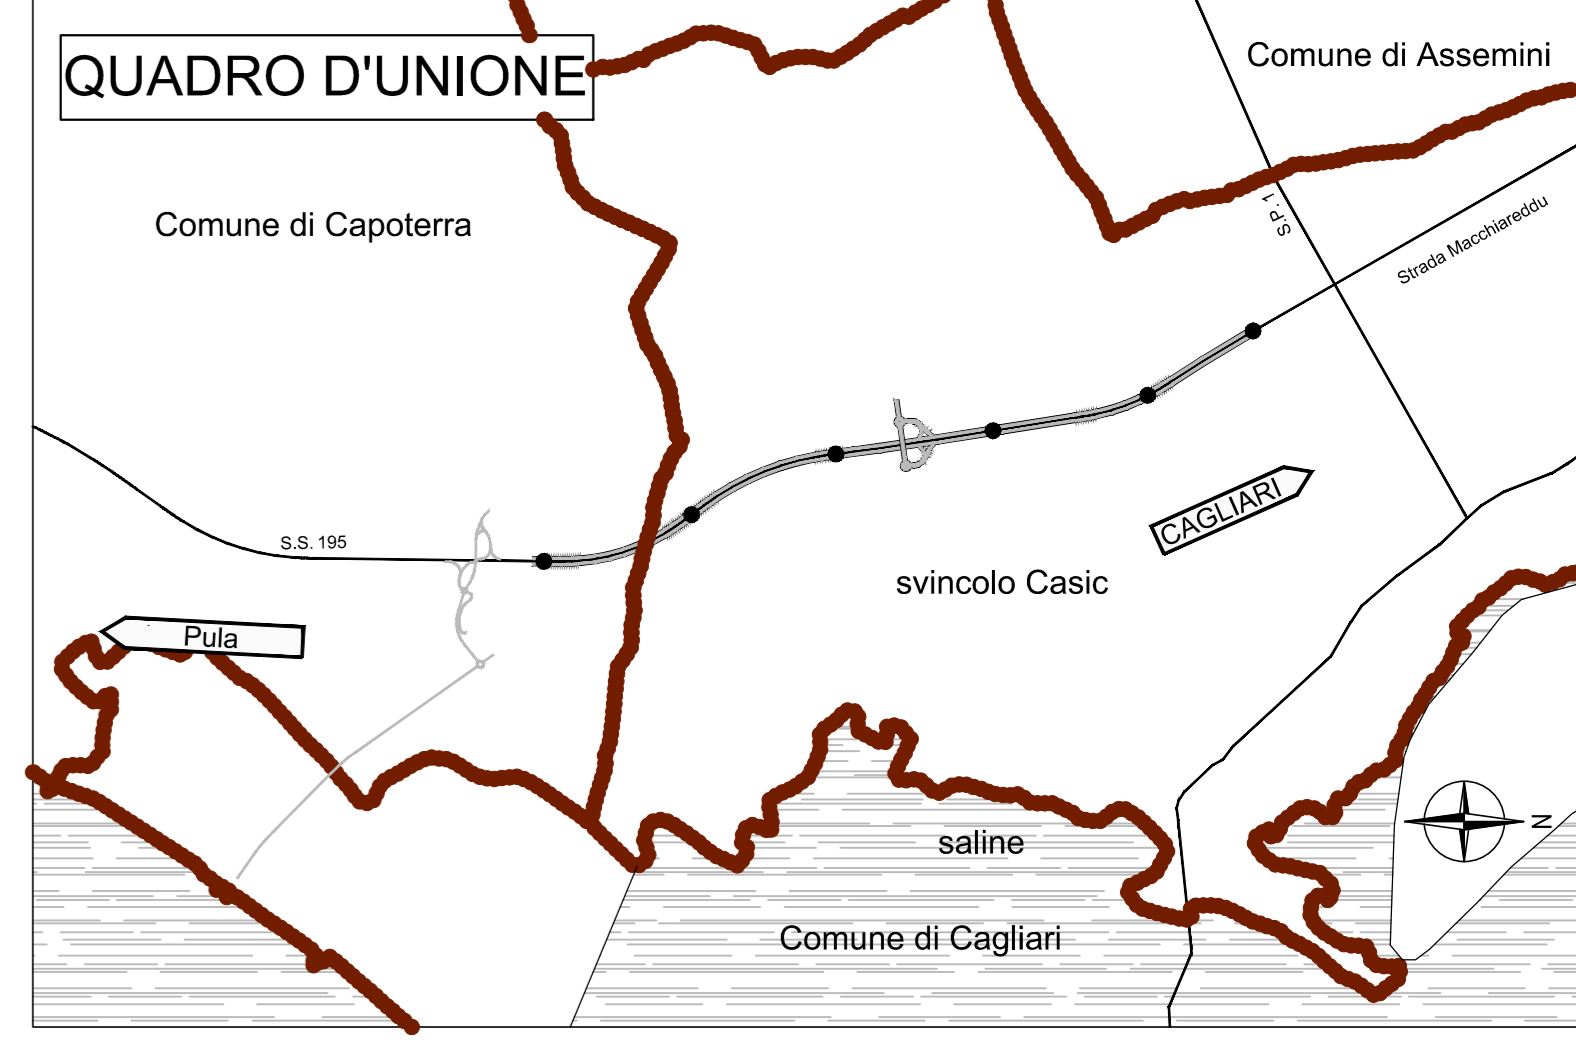 Comune di Assemini
QUADRO D'UNIONE
Comune di Capoterra
S.P. 1
Strada Macchiareddu
CAGLIARI
S.S. 195
svincolo Casic
Pula
N
saline
Comune di Cagliari